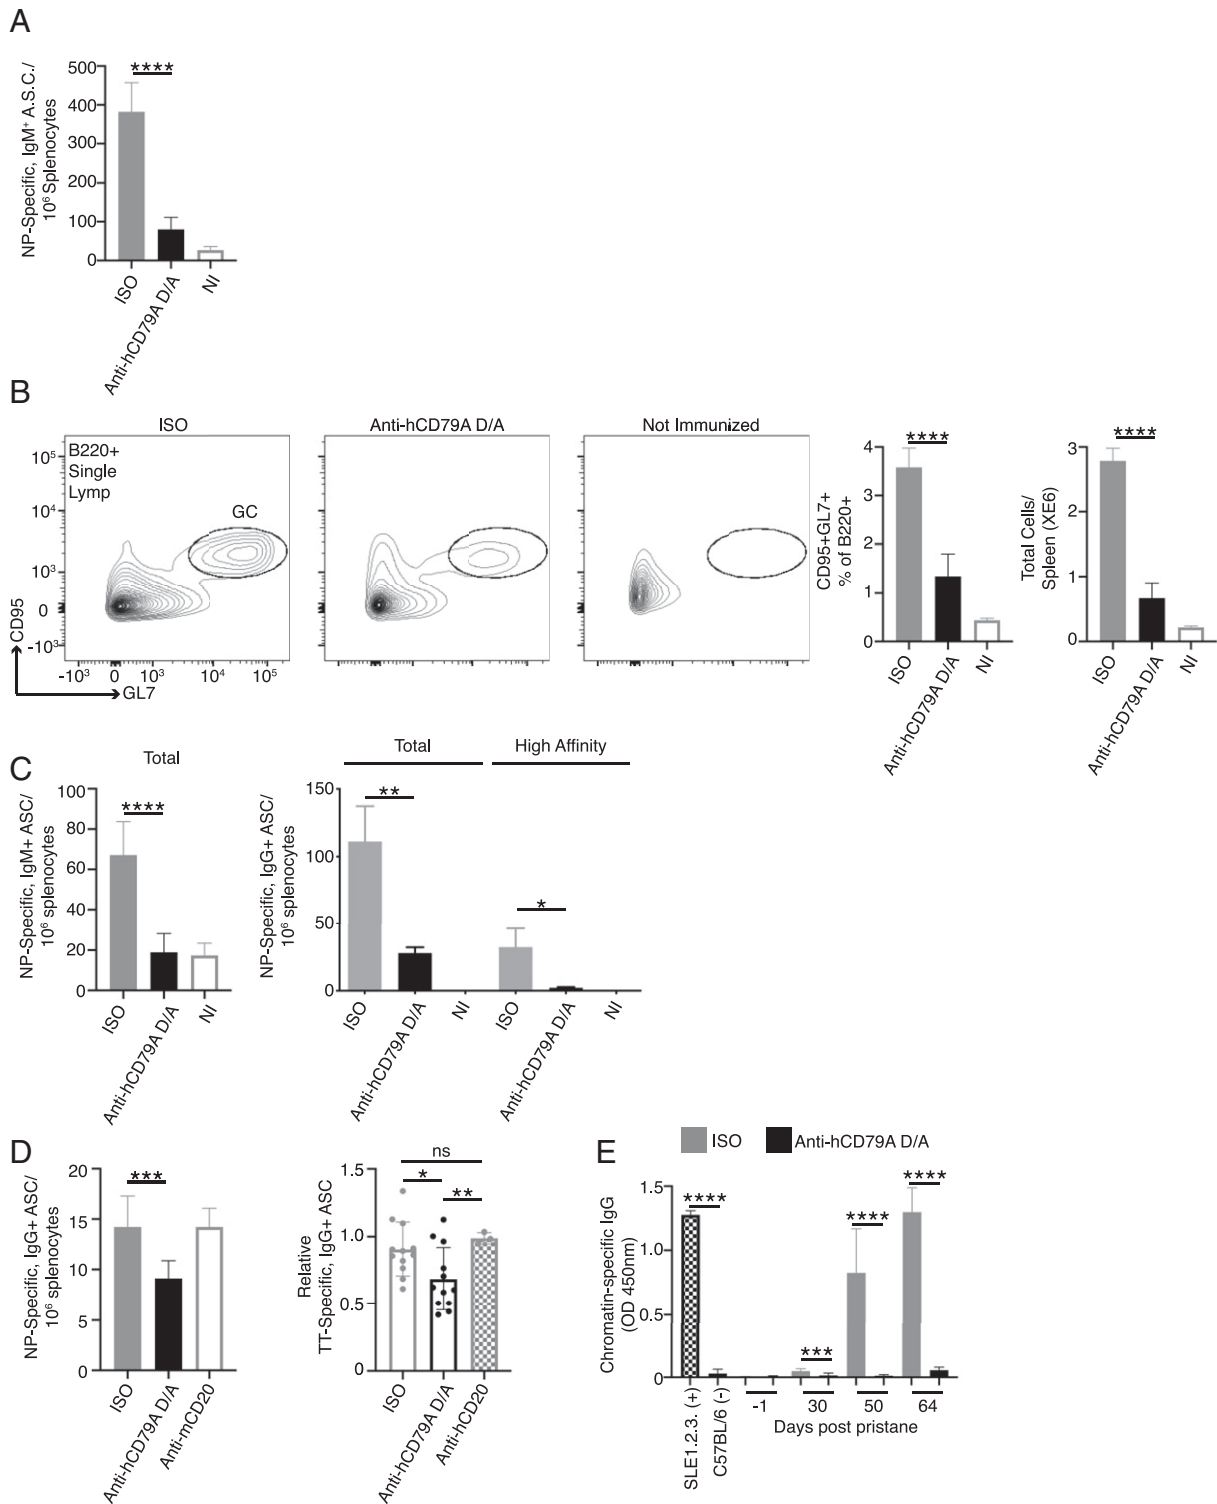 A
NP-Specific, IgM⁺ A.S.C./
10⁶ Splenocytes
500
400
300
200
100
0
****
ISO
Anti-hCD79A D/A
NI
B
ISO
Anti-hCD79A D/A
Not Immunized
B220+
Single
Lymp
GC
10⁵
10⁴
10³
0
-10³
CD95
-10³ 0 10³ 10⁴ 10⁵
GL7
CD95+GL7+
% of B220+
4
3
2
1
0
****
ISO
Anti-hCD79A D/A
NI
Total Cells/
Spleen (XE6)
3
2
1
0
****
ISO
Anti-hCD79A D/A
NI
C
Total
NP-Specific, IgM+ ASC/
10⁶ splenocytes
100
80
60
40
20
0
****
ISO
Anti-hCD79A D/A
NI
Total
High Affinity
NP-Specific, IgG+ ASC/
10⁶ splenocytes
150
100
50
0
**
*
ISO
Anti-hCD79A D/A
NI
ISO
Anti-hCD79A D/A
NI
D
NP-Specific, IgG+ ASC/
10⁶ splenocytes
20
15
10
5
0
***
ISO
Anti-hCD79A D/A
Anti-mCD20
Relative
TT-Specific, IgG+ ASC
1.5
1.0
0.5
0
ns
*
**
ISO
Anti-hCD79A D/A
Anti-hCD20
E
ISO
Anti-hCD79A D/A
Chromatin-specific IgG
(OD 450nm)
1.5
1.0
0.5
0
****
***
****
****
SLE1.2.3. (+)
C57BL/6 (-)
-1 30 50 64
Days post pristane